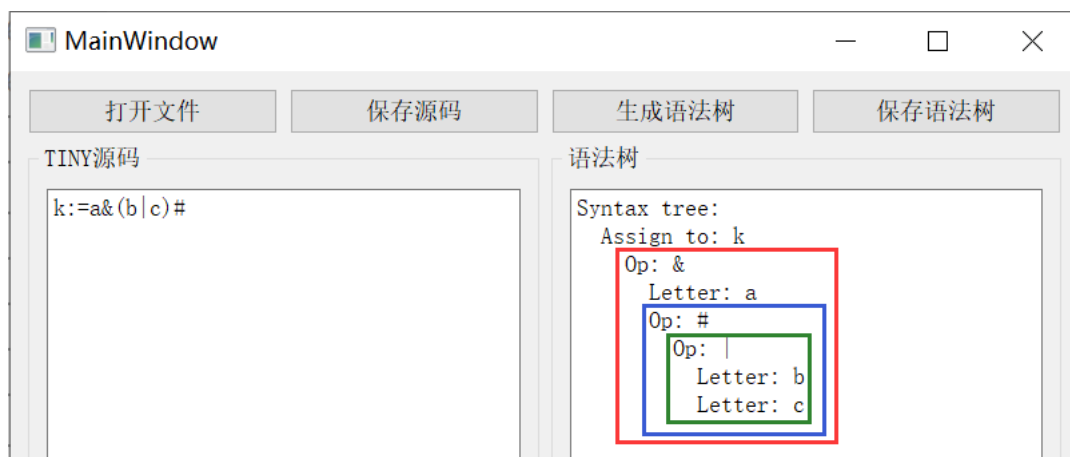 MainWindow
打开文件 保存源码 生成语法树 保存语法树
TINY源码
k:=a&(b|c)#
语法树
Syntax tree:
Assign to: k
Op: &
Letter: a
Op: #
Op: |
Letter: b
Letter: c